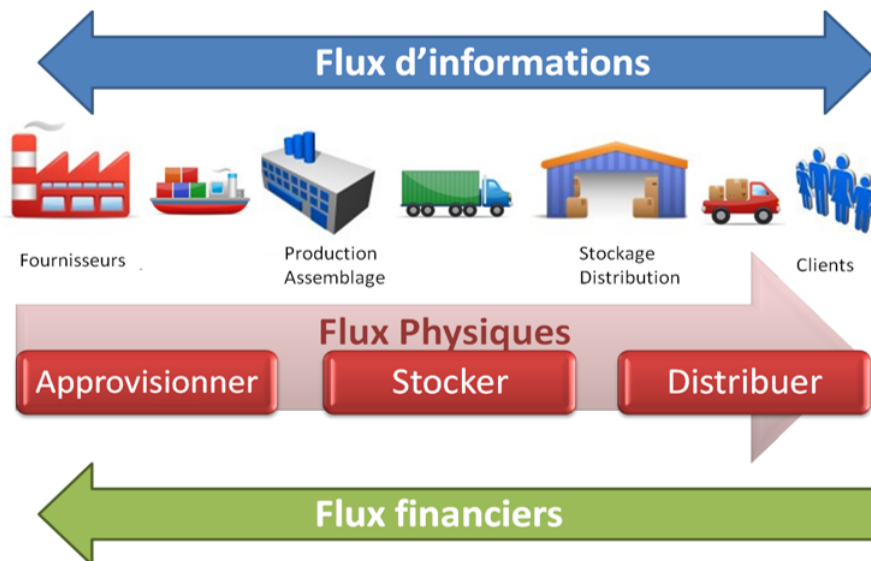 Flux d’informations
Fournisseurs
Production
Assemblage
Stockage
Distribution
Clients
Flux Physiques
Approvisionner
Stocker
Distribuer
Flux financiers